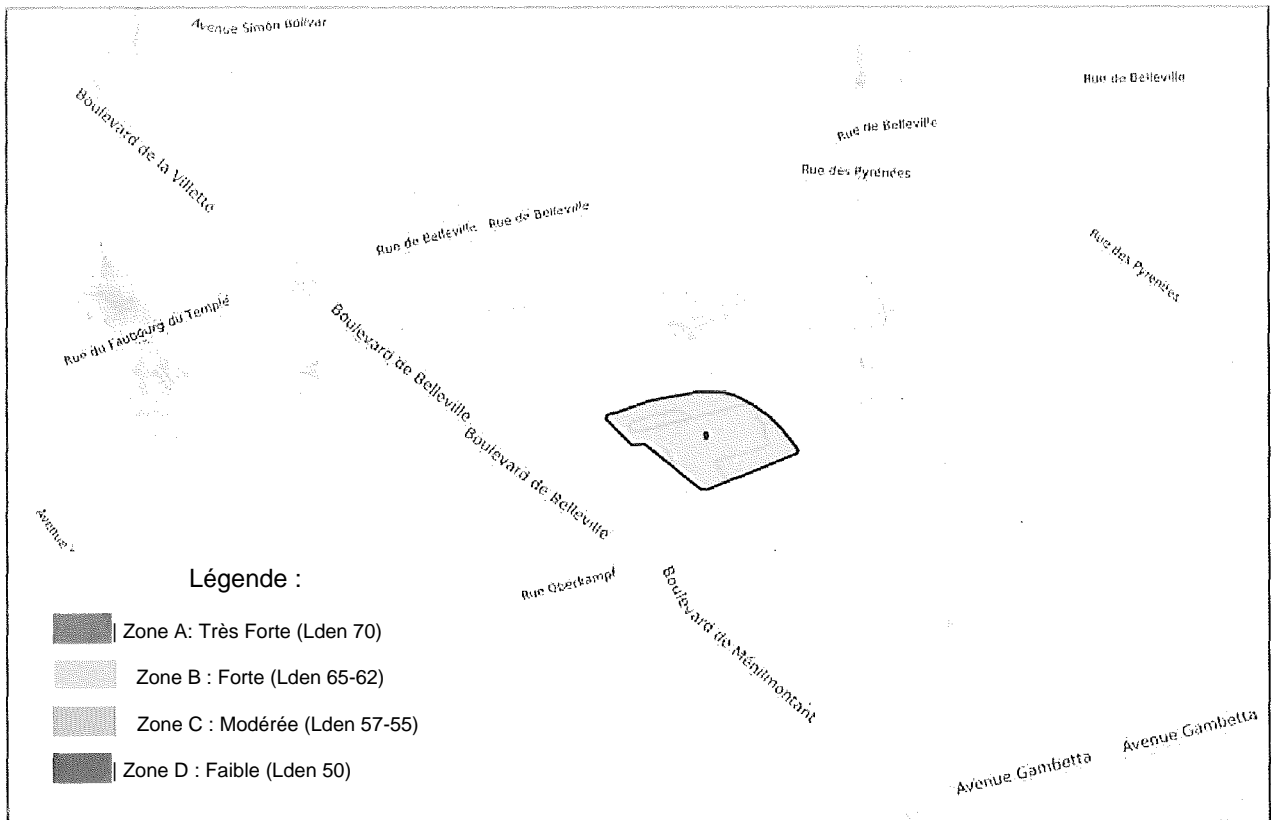 Avenue Simon Bolivar
Rue de Belleville
Boulevard de la Villette
Rue de Belleville
Rue des Pyrénées
Rue de Belleville
Rue de Belleville
Rue des Pyrénées
Rue du Faubourg du Temple
Boulevard de Belleville
Boulevard de Belleville
Avenue
Rue Oberkampf
Boulevard de Ménilmontant
Légende :
Zone A: Très Forte (Lden 70)
Zone B : Forte (Lden 65-62)
Zone C : Modérée (Lden 57-55)
Zone D : Faible (Lden 50)
Avenue Gambetta
Avenue Gambetta